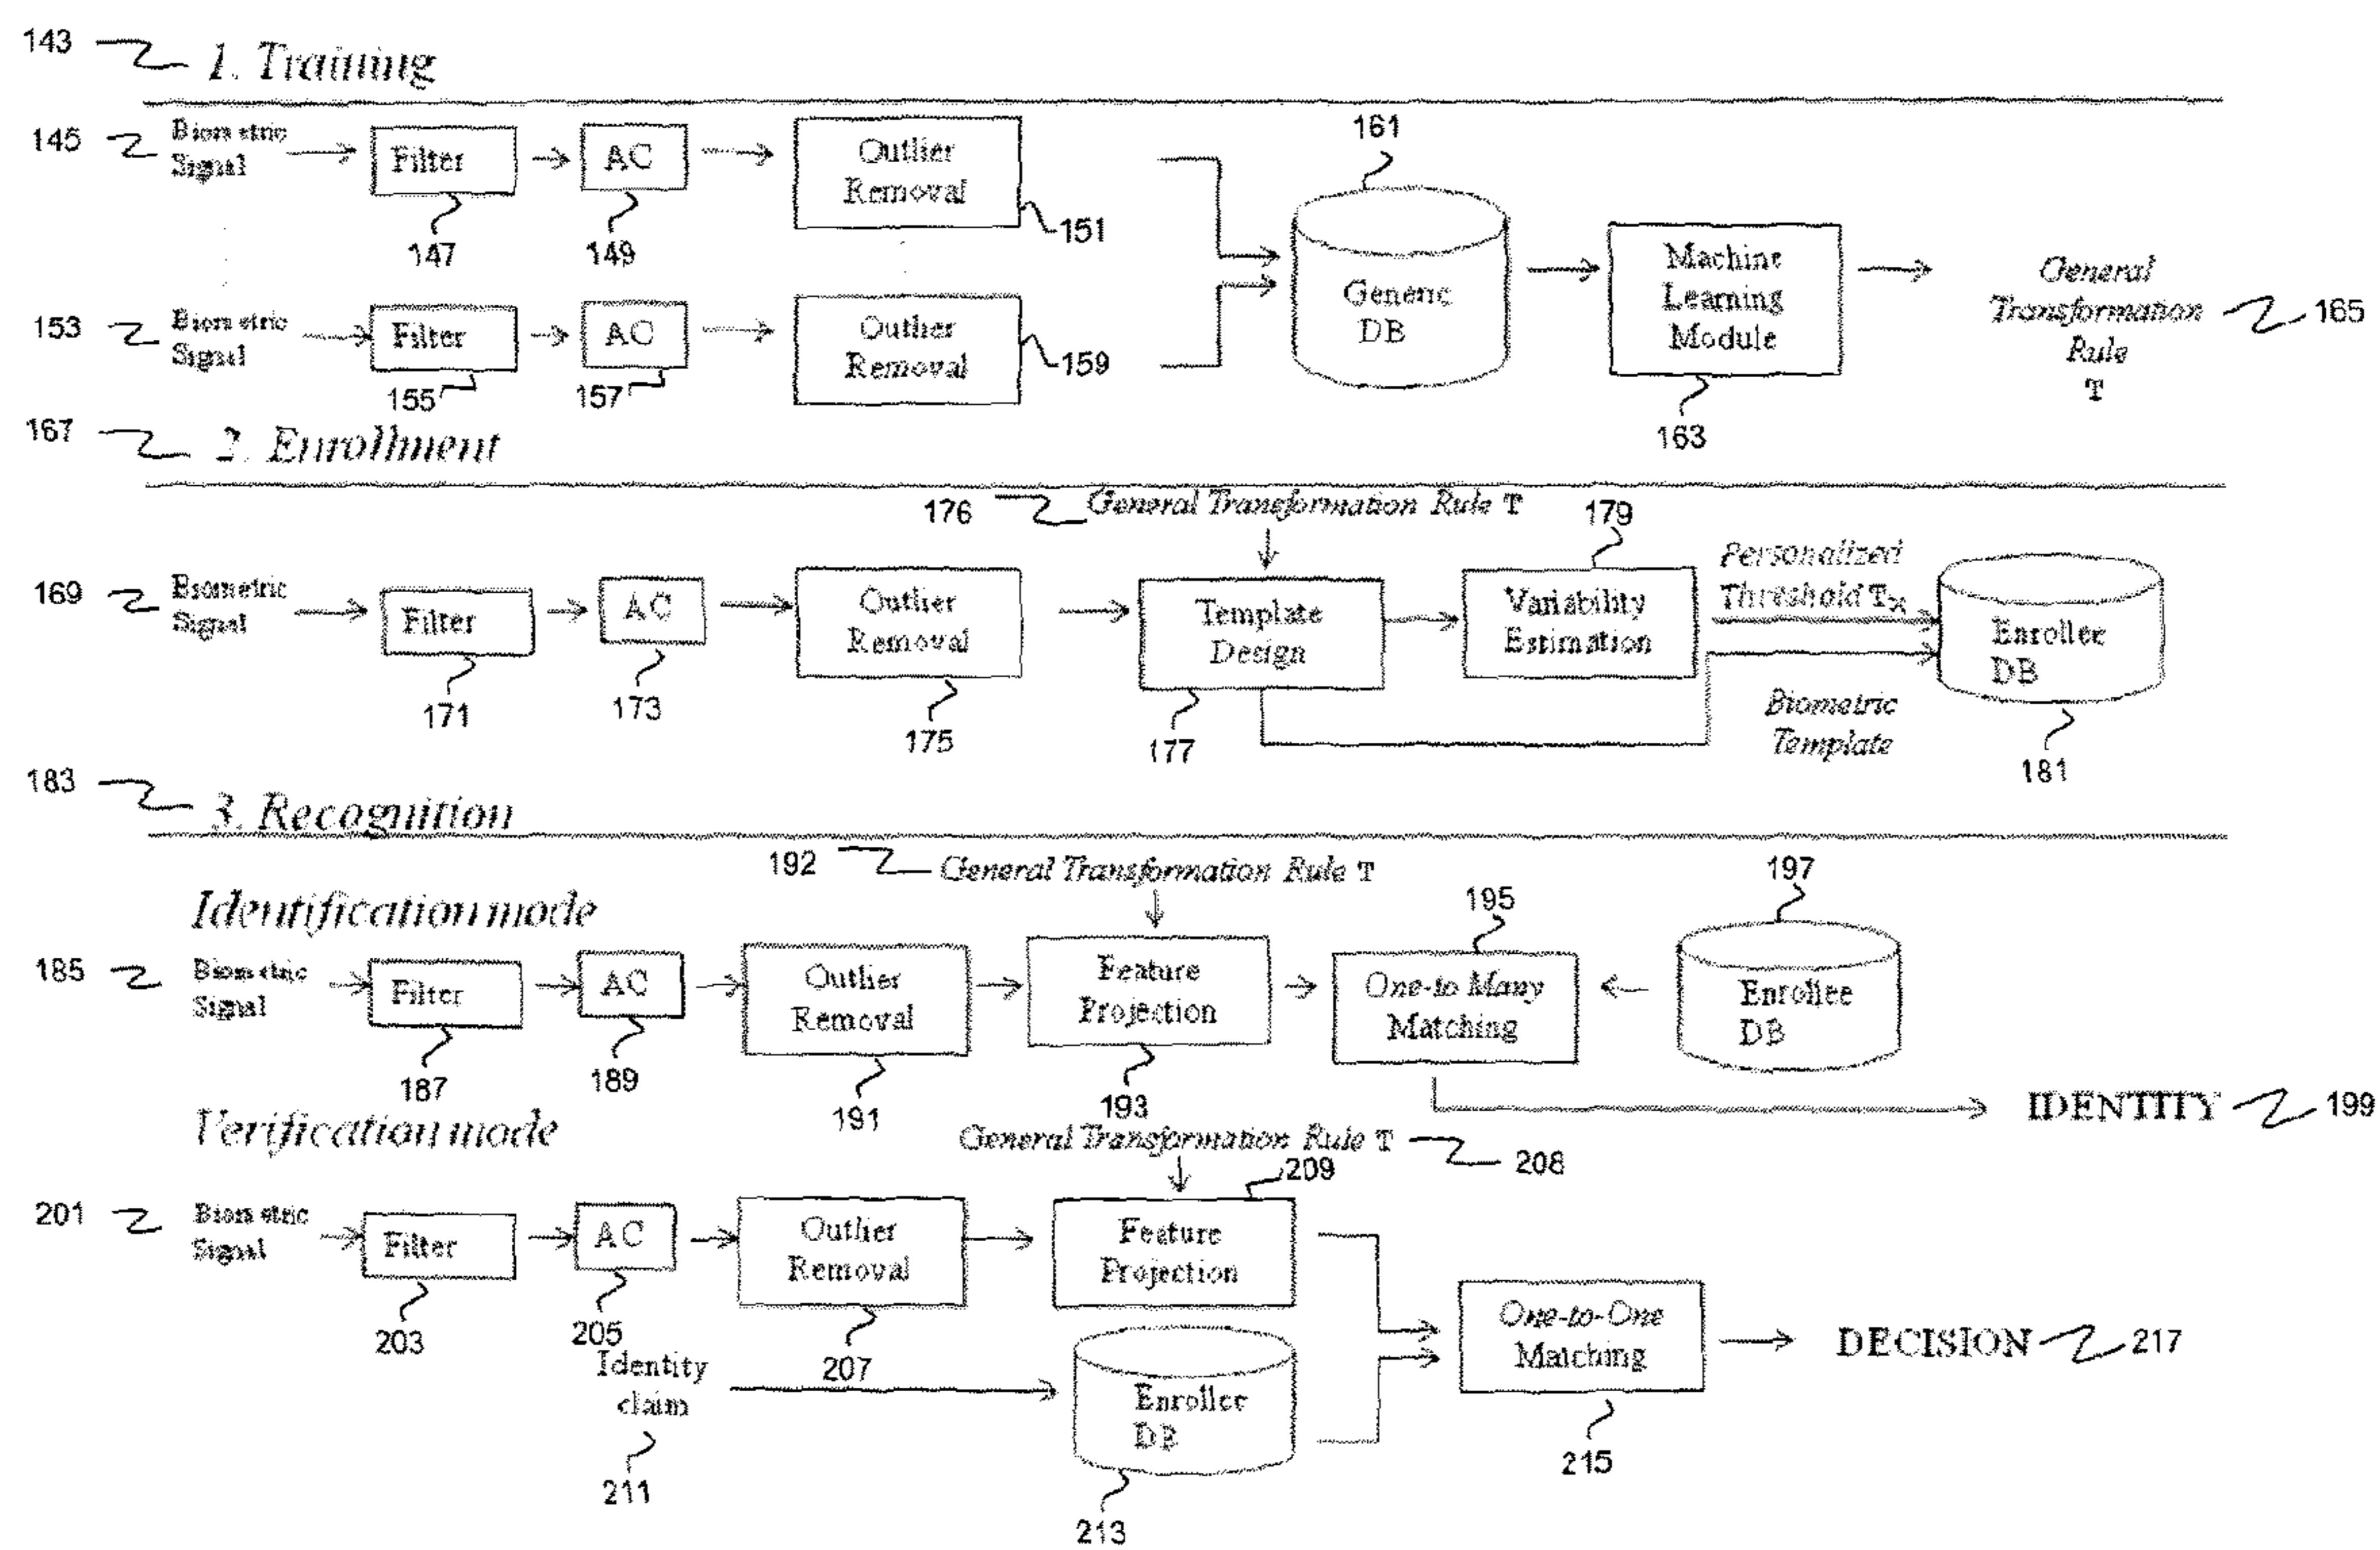 143
1. Training
145
Biometric
Signal
Filter
AC
Outlier
Removal
161
147
149
151
Generic
DB
Machine
Learning
Module
General
Transformation
Rule
T
165
153
Biometric
Signal
Filter
AC
Outlier
Removal
155
157
159
163
167
2. Enrollment
176
General Transformation Rule T
179
169
Biometric
Signal
Filter
AC
Outlier
Removal
Template
Design
Variability
Estimation
Personalized
Threshold Tx
Enrollee
DB
171
173
175
177
Biometric
Template
181
183
3. Recognition
192
General Transformation Rule T
195
197
Identification mode
185
Biometric
Signal
Filter
AC
Outlier
Removal
Feature
Projection
One-to Many
Matching
Enrollee
DB
187
189
191
193
IDENTITY
199
Verification mode
General Transformation Rule T
208
209
201
Biometric
Signal
Filter
AC
Outlier
Removal
Feature
Projection
203
205
207
Identity
claim
211
Enrollee
DB
213
One-to-One
Matching
215
DECISION
217